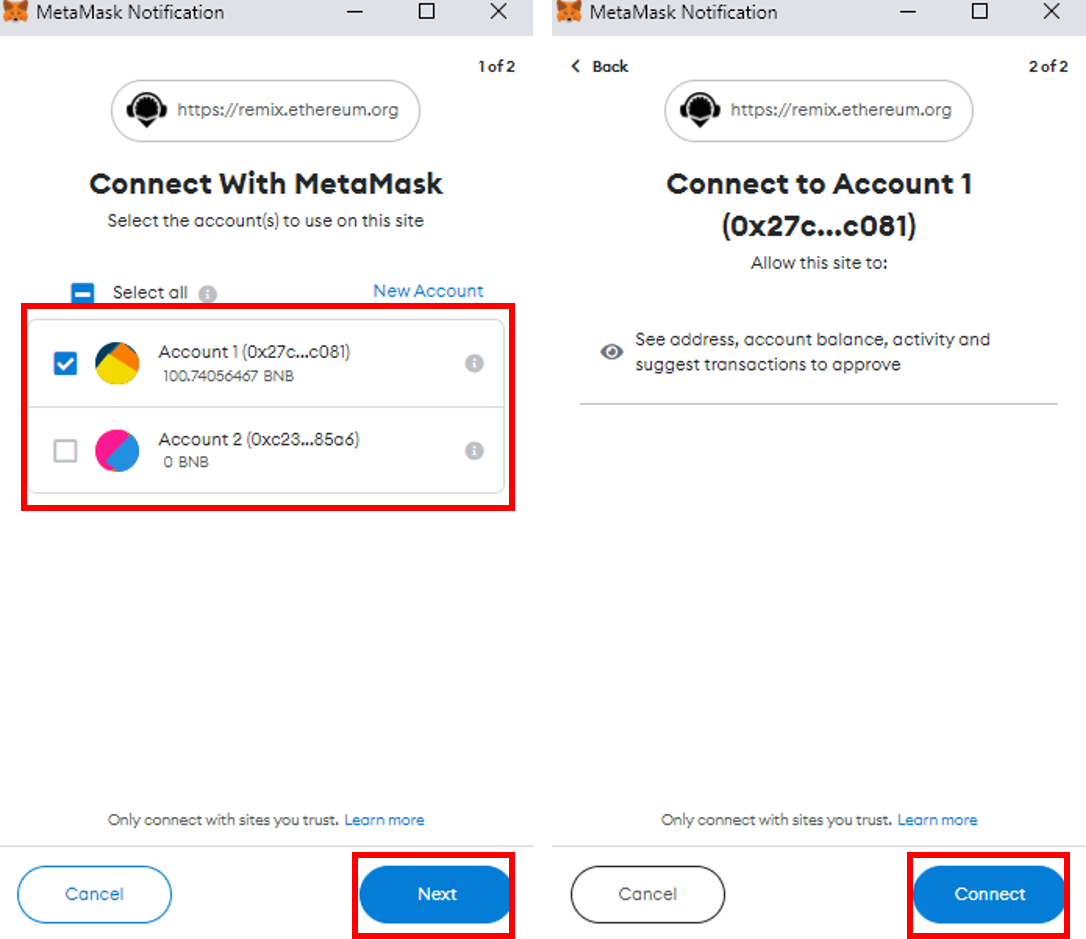 MetaMask Notification
1 of 2
https://remix.ethereum.org
Connect With MetaMask
Select the account(s) to use on this site
Select all
New Account
Account 1 (0x27c...c081)
100.74056467 BNB
Account 2 (0xc23...85a6)
0 BNB
Only connect with sites you trust. Learn more
Cancel
Next
MetaMask Notification
Back
2 of 2
https://remix.ethereum.org
Connect to Account 1
(0x27c...c081)
Allow this site to:
See address, account balance, activity and
suggest transactions to approve
Only connect with sites you trust. Learn more
Cancel
Connect